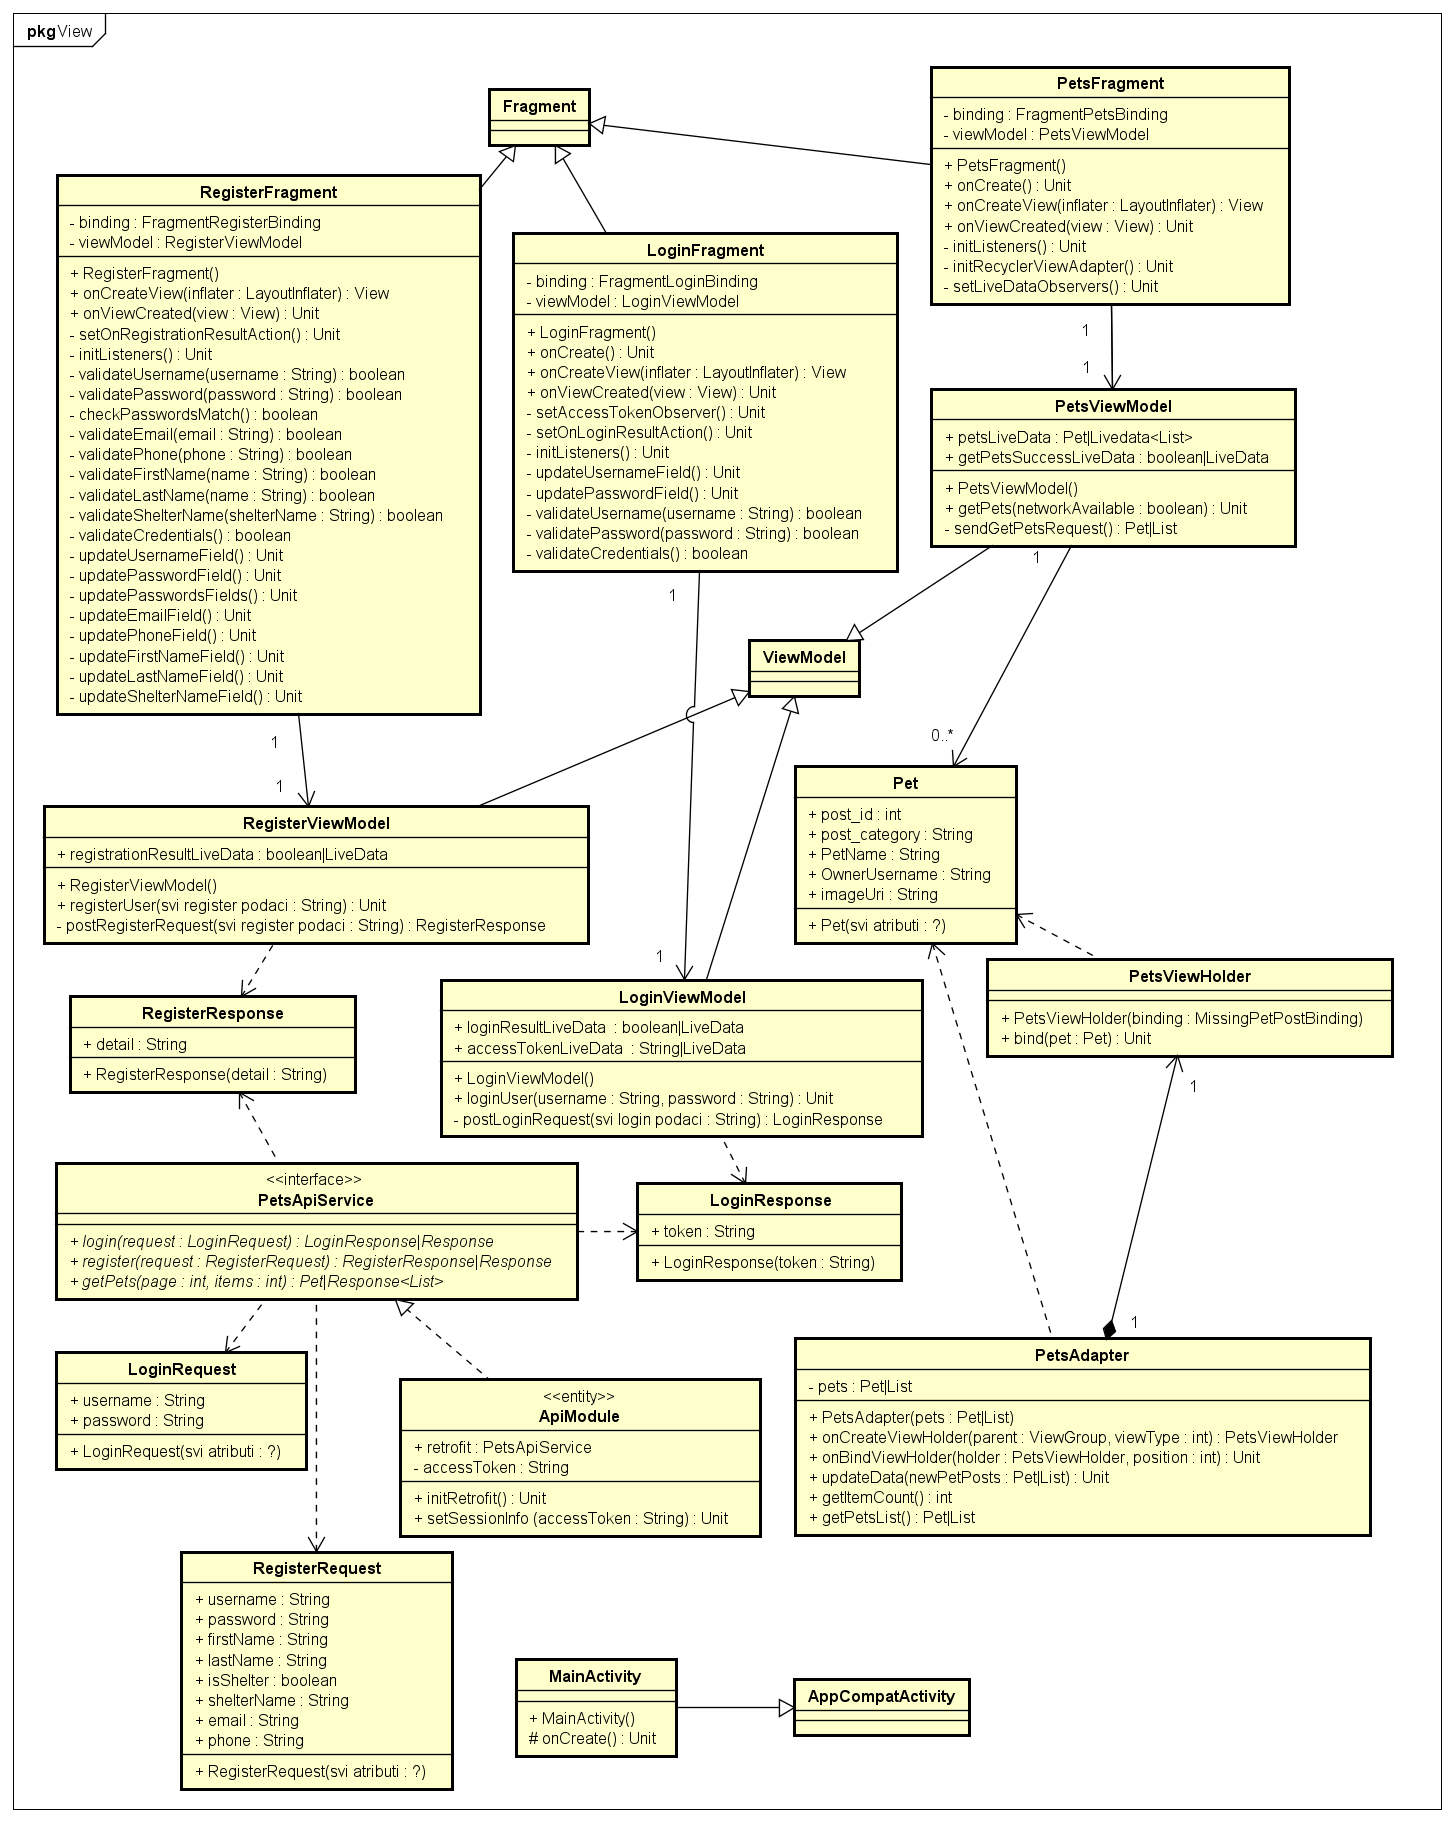 pkg View
Fragment
PetsFragment
- binding : FragmentPetsBinding
- viewModel : PetsViewModel
+ PetsFragment()
+ onCreate() : Unit
+ onCreateView(inflater : LayoutInflater) : View
+ onViewCreated(view : View) : Unit
- initListeners() : Unit
- initRecyclerViewAdapter() : Unit
- setLiveDataObservers() : Unit
RegisterFragment
- binding : FragmentRegisterBinding
- viewModel : RegisterViewModel
+ RegisterFragment()
+ onCreateView(inflater : LayoutInflater) : View
+ onViewCreated(view : View) : Unit
- setOnRegistrationResultAction() : Unit
- initListeners() : Unit
- validateUsername(username : String) : boolean
- validatePassword(password : String) : boolean
- checkPasswordsMatch() : boolean
- validateEmail(email : String) : boolean
- validatePhone(phone : String) : boolean
- validateFirstName(name : String) : boolean
- validateLastName(name : String) : boolean
- validateShelterName(shelterName : String) : boolean
- validateCredentials() : boolean
- updateUsernameField() : Unit
- updatePasswordField() : Unit
- updatePasswordsFields() : Unit
- updateEmailField() : Unit
- updatePhoneField() : Unit
- updateFirstNameField() : Unit
- updateLastNameField() : Unit
- updateShelterNameField() : Unit
LoginFragment
- binding : FragmentLoginBinding
- viewModel : LoginViewModel
+ LoginFragment()
+ onCreate() : Unit
+ onCreateView(inflater : LayoutInflater) : View
+ onViewCreated(view : View) : Unit
- setAccessTokenObserver() : Unit
- setOnLoginResultAction() : Unit
- initListeners() : Unit
- updateUsernameField() : Unit
- updatePasswordField() : Unit
- validateUsername(username : String) : boolean
- validatePassword(password : String) : boolean
- validateCredentials() : boolean
1
1
PetsViewModel
+ petsLiveData : Pet|Livedata<List>
+ getPetsSuccessLiveData : boolean|LiveData
+ PetsViewModel()
+ getPets(networkAvailable : boolean) : Unit
- sendGetPetsRequest() : Pet|List
1
1
ViewModel
0..*
1
1
RegisterViewModel
+ registrationResultLiveData : boolean|LiveData
+ RegisterViewModel()
+ registerUser(svi register podaci : String) : Unit
- postRegisterRequest(svi register podaci : String) : RegisterResponse
Pet
+ post_id : int
+ post_category : String
+ PetName : String
+ OwnerUsername : String
+ imageUri : String
+ Pet(svi atributi : ?)
1
PetsViewHolder
+ PetsViewHolder(binding : MissingPetPostBinding)
+ bind(pet : Pet) : Unit
1
RegisterResponse
+ detail : String
+ RegisterResponse(detail : String)
LoginViewModel
+ loginResultLiveData : boolean|LiveData
+ accessTokenLiveData : String|LiveData
+ LoginViewModel()
+ loginUser(username : String, password : String) : Unit
- postLoginRequest(svi login podaci : String) : LoginResponse
<<interface>>
PetsApiService
+ login(request : LoginRequest) : LoginResponse|Response
+ register(request : RegisterRequest) : RegisterResponse|Response
+ getPets(page : int, items : int) : Pet|Response<List>
LoginResponse
+ token : String
+ LoginResponse(token : String)
1
LoginRequest
+ username : String
+ password : String
+ LoginRequest(svi atributi : ?)
<<entity>>
ApiModule
+ retrofit : PetsApiService
- accessToken : String
+ initRetrofit() : Unit
+ setSessionInfo (accessToken : String) : Unit
PetsAdapter
- pets : Pet|List
+ PetsAdapter(pets : Pet|List)
+ onCreateViewHolder(parent : ViewGroup, viewType : int) : PetsViewHolder
+ onBindViewHolder(holder : PetsViewHolder, position : int) : Unit
+ updateData(newPetPosts : Pet|List) : Unit
+ getItemCount() : int
+ getPetsList() : Pet|List
RegisterRequest
+ username : String
+ password : String
+ firstName : String
+ lastName : String
+ isShelter : boolean
+ shelterName : String
+ email : String
+ phone : String
+ RegisterRequest(svi atributi : ?)
MainActivity
+ MainActivity()
# onCreate() : Unit
AppCompatActivity